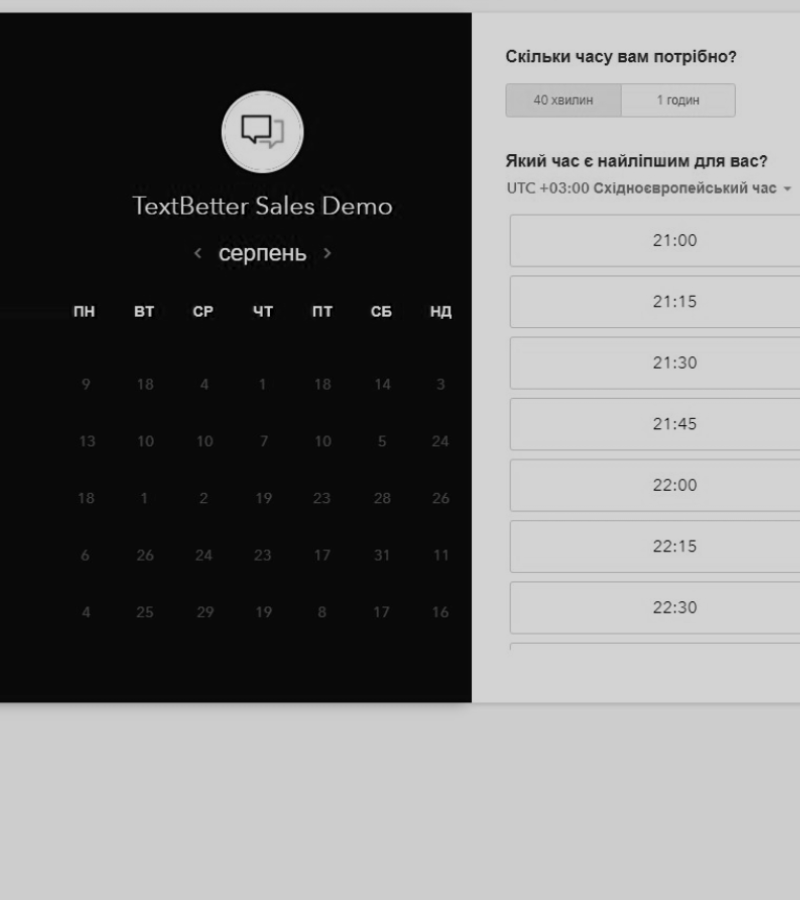 TextBetter Sales Demo
< серпень >
ПН ВТ СР ЧТ ПТ СБ НД
9 18 4 1 18 14 3
13 10 10 7 10 5 24
18 1 2 19 23 28 26
6 26 24 23 17 31 11
4 25 29 19 8 17 16
Скільки часу вам потрібно?
40 хвилин 1 годин
Який час є найліпшим для вас?
UTC +03:00 Східноєвропейський час
21:00
21:15
21:30
21:45
22:00
22:15
22:30